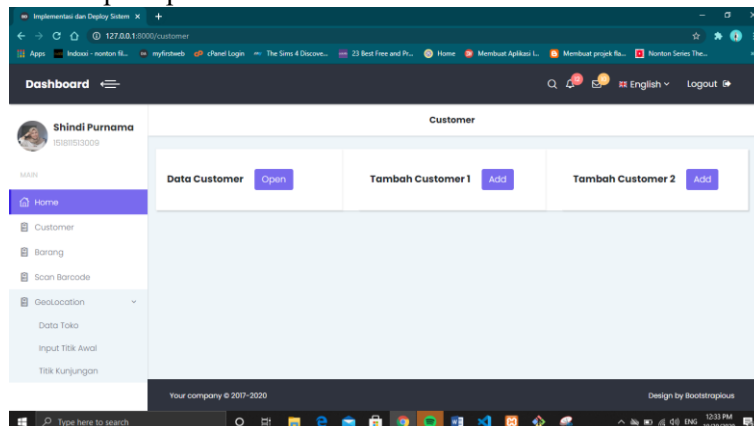 Implementasi dan Deploy Sistem
127.0.0.1:8000/customer
Apps
Indoxxi - nonton fil...
myfirstweb
cPanel Login
The Sims 4 Discove...
23 Best Free and Pr...
Home
Membuat Aplikasi L...
Membuat projek fla...
Nonton Series The...
Dashboard
English
Logout
Shindi Purnama
151811513009
Customer
MAIN
Data Customer Open
Tambah Customer 1 Add
Tambah Customer 2 Add
Home
Customer
Barang
Scan Barcode
GeoLocation
Data Toko
Input Titik Awal
Titik Kunjungan
Your company © 2017-2020
Design by Bootstrapious
Type here to search
ENG
12:33 PM